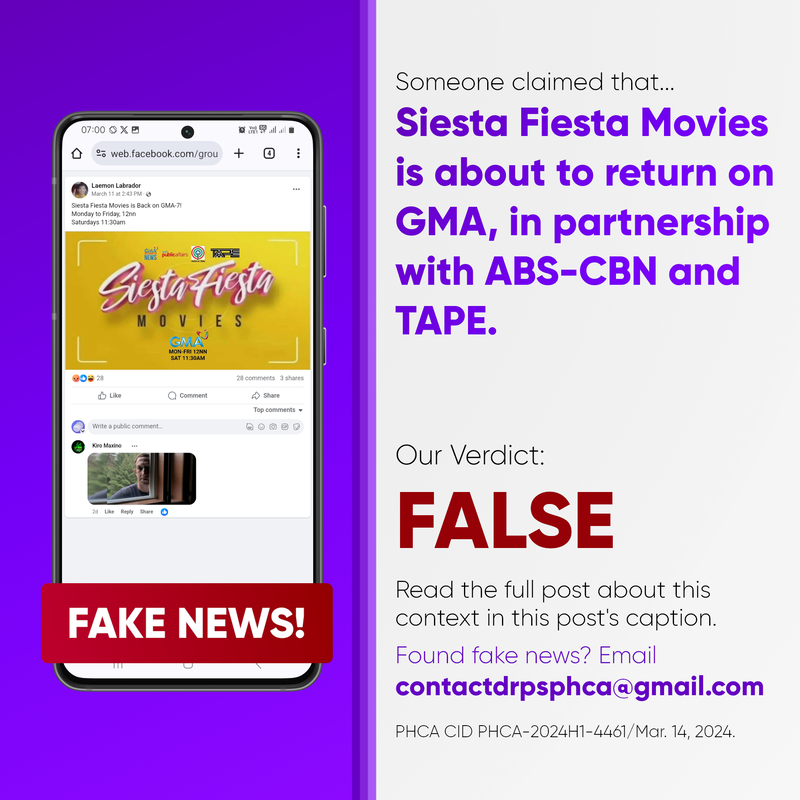 07:00
web.facebook.com/grou
4
Laemon Labrador
March 11 at 2:43 PM
Siesta Fiesta Movies is Back on GMA-7!
Monday to Friday, 12nn
Saturdays 11:30am
NEWS publicaffairs TAPE
Siesta Fiesta
MOVIES
GMA
MON-FRI 12NN
SAT 11:30AM
28 28 comments 3 shares
Like Comment Share
Top comments
Write a public comment...
Kiro Maxino
2d Like Reply Share
FAKE NEWS!
Someone claimed that...
Siesta Fiesta Movies
is about to return on
GMA, in partnership
with ABS-CBN and
TAPE.
Our Verdict:
FALSE
Read the full post about this
context in this post's caption.
Found fake news? Email
contactdrpsphca@gmail.com
PHCA CID PHCA-2024H1-4461/Mar. 14, 2024.